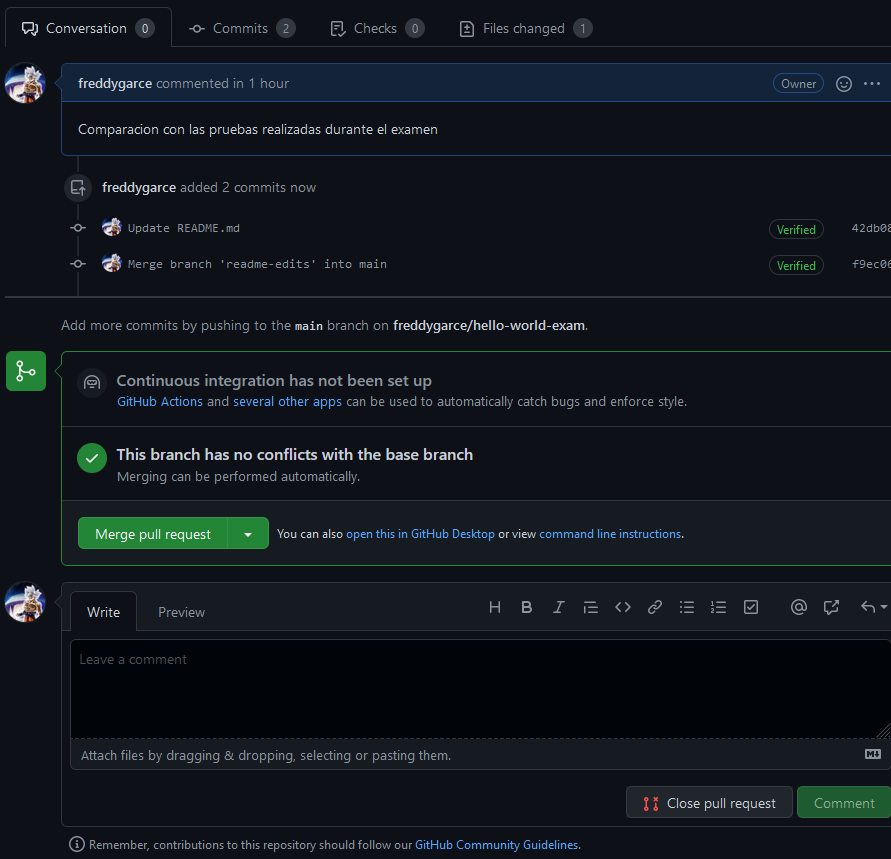 Conversation 0 Commits 2 Checks 0 Files changed 1
freddygarce commented in 1 hour Owner
Comparacion con las pruebas realizadas durante el examen
freddygarce added 2 commits now
Update README.md Verified 42db08
Merge branch 'readme-edits' into main Verified f9ec06
Add more commits by pushing to the main branch on freddygarce/hello-world-exam.
Continuous integration has not been set up
GitHub Actions and several other apps can be used to automatically catch bugs and enforce style.
This branch has no conflicts with the base branch
Merging can be performed automatically.
Merge pull request You can also open this in GitHub Desktop or view command line instructions.
Write Preview
Leave a comment
Attach files by dragging & dropping, selecting or pasting them.
Close pull request Comment
Remember, contributions to this repository should follow our GitHub Community Guidelines.